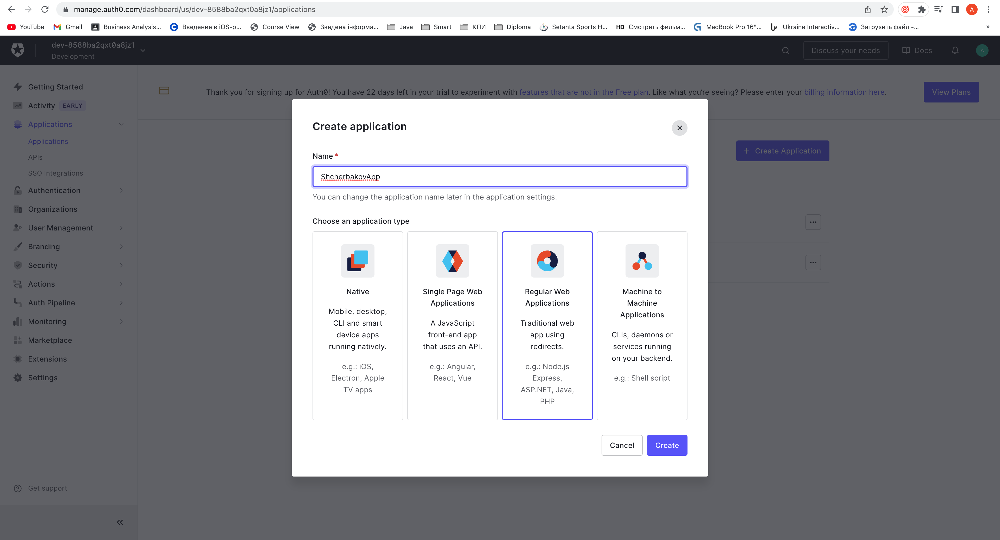 manage.auth0.com/dashboard/us/dev-8588ba2qxt0a8jz1/applications
A
YouTube
Gmail
Business Analysis...
Введение в iOS-р...
Course View
Зведена інформа...
Java
Smart
КПИ
Diploma
Setanta Sports H...
HD Смотреть фильм...
MacBook Pro 16"...
Ukraine Interactiv...
Загрузить файл -...
»
dev-8588ba2qxt0a8jz1
Development
Discuss your needs
Docs
A
Getting Started
Activity EARLY
Applications
Applications
APIs
SSO Integrations
Authentication
Organizations
User Management
Branding
Security
Actions
Auth Pipeline
Monitoring
Marketplace
Extensions
Settings
Get support
Thank you for signing up for Auth0! You have 22 days left in your trial to experiment with features that are not in the Free plan. Like what you're seeing? Please enter your billing information here.
View Plans
+ Create Application
Create application
Name *
ShcherbakovApp
You can change the application name later in the application settings.
Choose an application type
Native
Mobile, desktop,
CLI and smart
device apps
running natively.
e.g.: iOS,
Electron, Apple
TV apps
Single Page Web
Applications
A JavaScript
front-end app
that uses an API.
e.g.: Angular,
React, Vue
Regular Web
Applications
Traditional web
app using
redirects.
e.g.: Node.js
Express,
ASP.NET, Java,
PHP
Machine to
Machine
Applications
CLIs, daemons or
services running
on your backend.
e.g.: Shell script
Cancel
Create